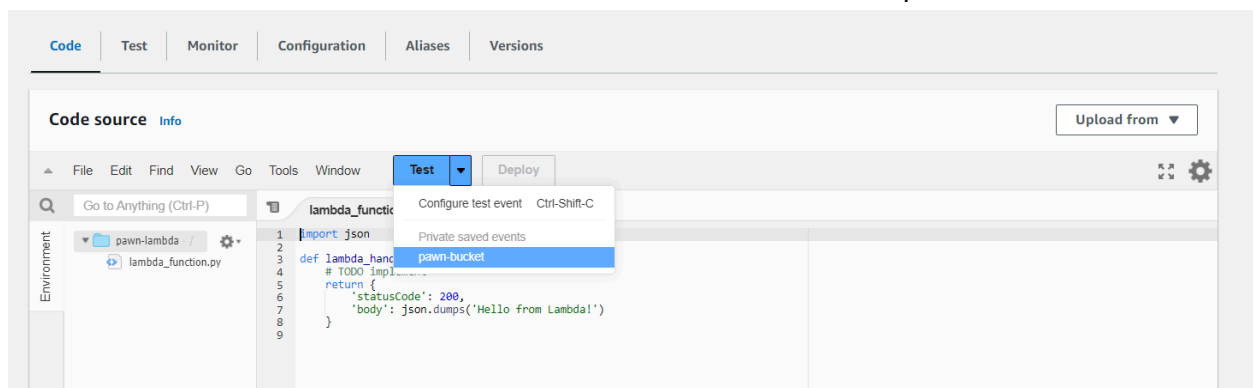 Code Test Monitor Configuration Aliases Versions
Code source Info
Upload from
File Edit Find View Go Tools Window Test Deploy
Go to Anything (Ctrl-P)
lambda_functio
Configure test event Ctrl-Shift-C
Private saved events
pawn-bucket
Environment
pawn-lambda - /
lambda_function.py
1 import json
2
3 def lambda_hand
4 # TODO implement
5 return {
6 'statusCode': 200,
7 'body': json.dumps('Hello from Lambda!')
8 }
9